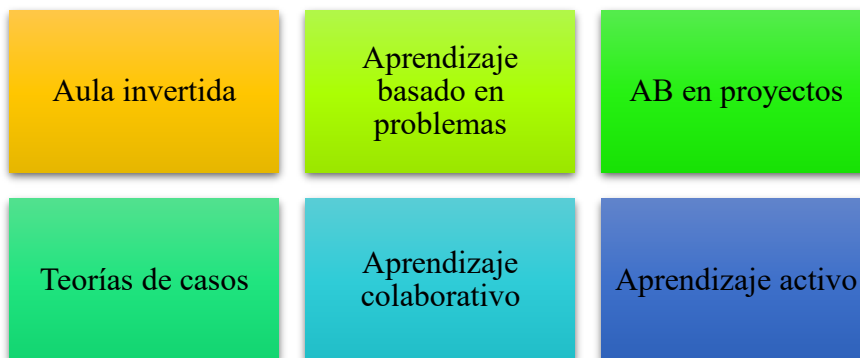 Aula invertida
Aprendizaje
basado en
problemas
AB en proyectos
Teorías de casos
Aprendizaje
colaborativo
Aprendizaje activo